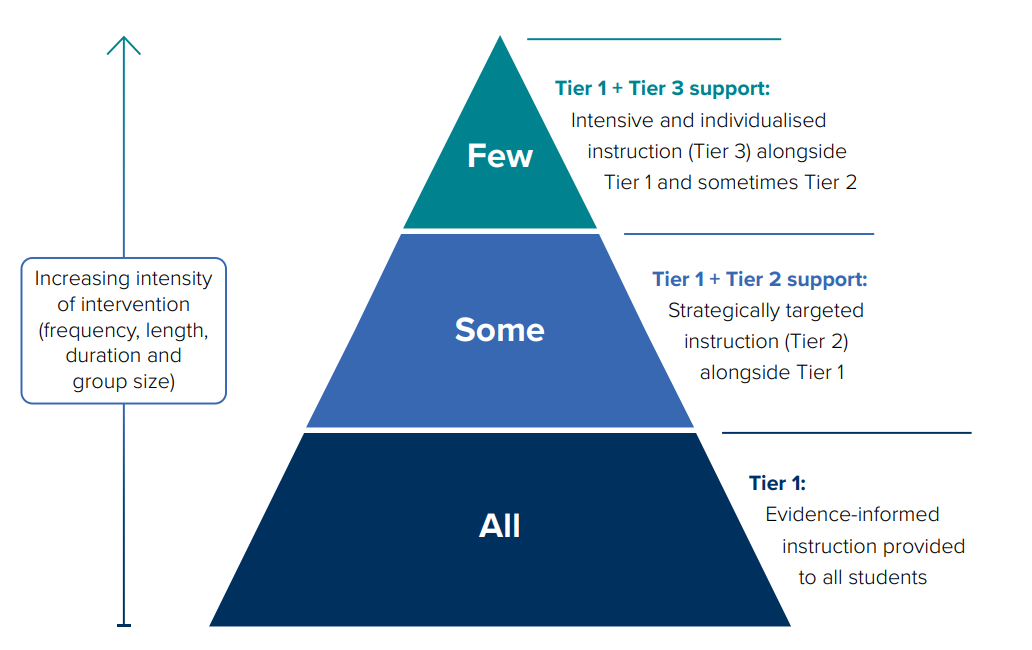 Few
Tier 1 + Tier 3 support:
Intensive and individualised
instruction (Tier 3) alongside
Tier 1 and sometimes Tier 2
Increasing intensity
of intervention
(frequency, length,
duration and
group size)
Some
Tier 1 + Tier 2 support:
Strategically targeted
instruction (Tier 2)
alongside Tier 1
All
Tier 1:
Evidence-informed
instruction provided
to all students